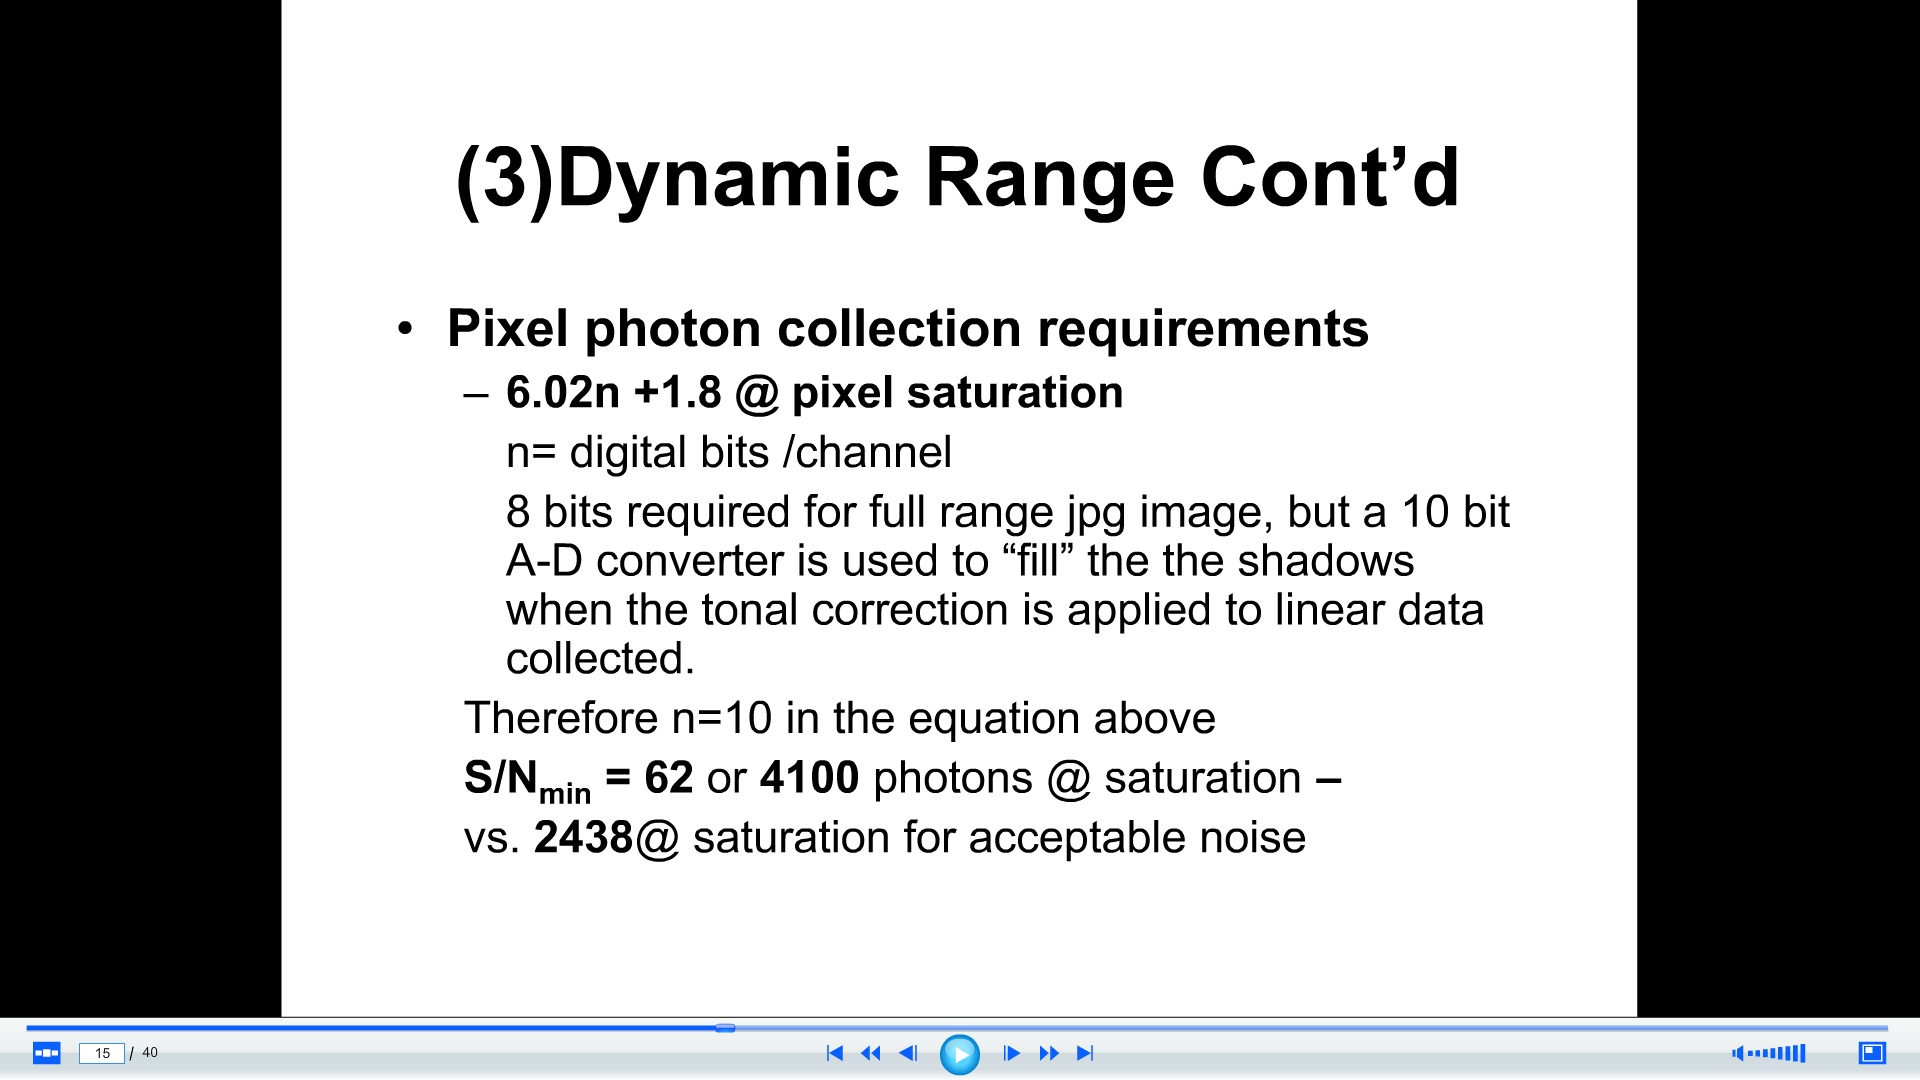 (3)Dynamic Range Cont’d
• Pixel photon collection requirements
– 6.02n +1.8 @ pixel saturation
n= digital bits /channel
8 bits required for full range jpg image, but a 10 bit
A-D converter is used to “fill” the the shadows
when the tonal correction is applied to linear data
collected.
Therefore n=10 in the equation above
S/Nmin = 62 or 4100 photons @ saturation –
vs. 2438@ saturation for acceptable noise
15 / 40